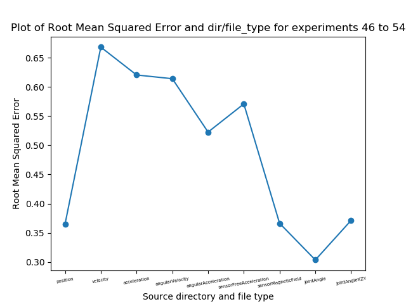 Plot of Root Mean Squared Error and dir/file_type for experiments 46 to 54
Root Mean Squared Error
0.65
0.60
0.55
0.50
0.45
0.40
0.35
0.30
position
velocity
acceleration
angularVelocity
angularAcceleration
sensorFreeAcceleration
sensorMagneticField
jointAngle
jointAngleXZY
Source directory and file type